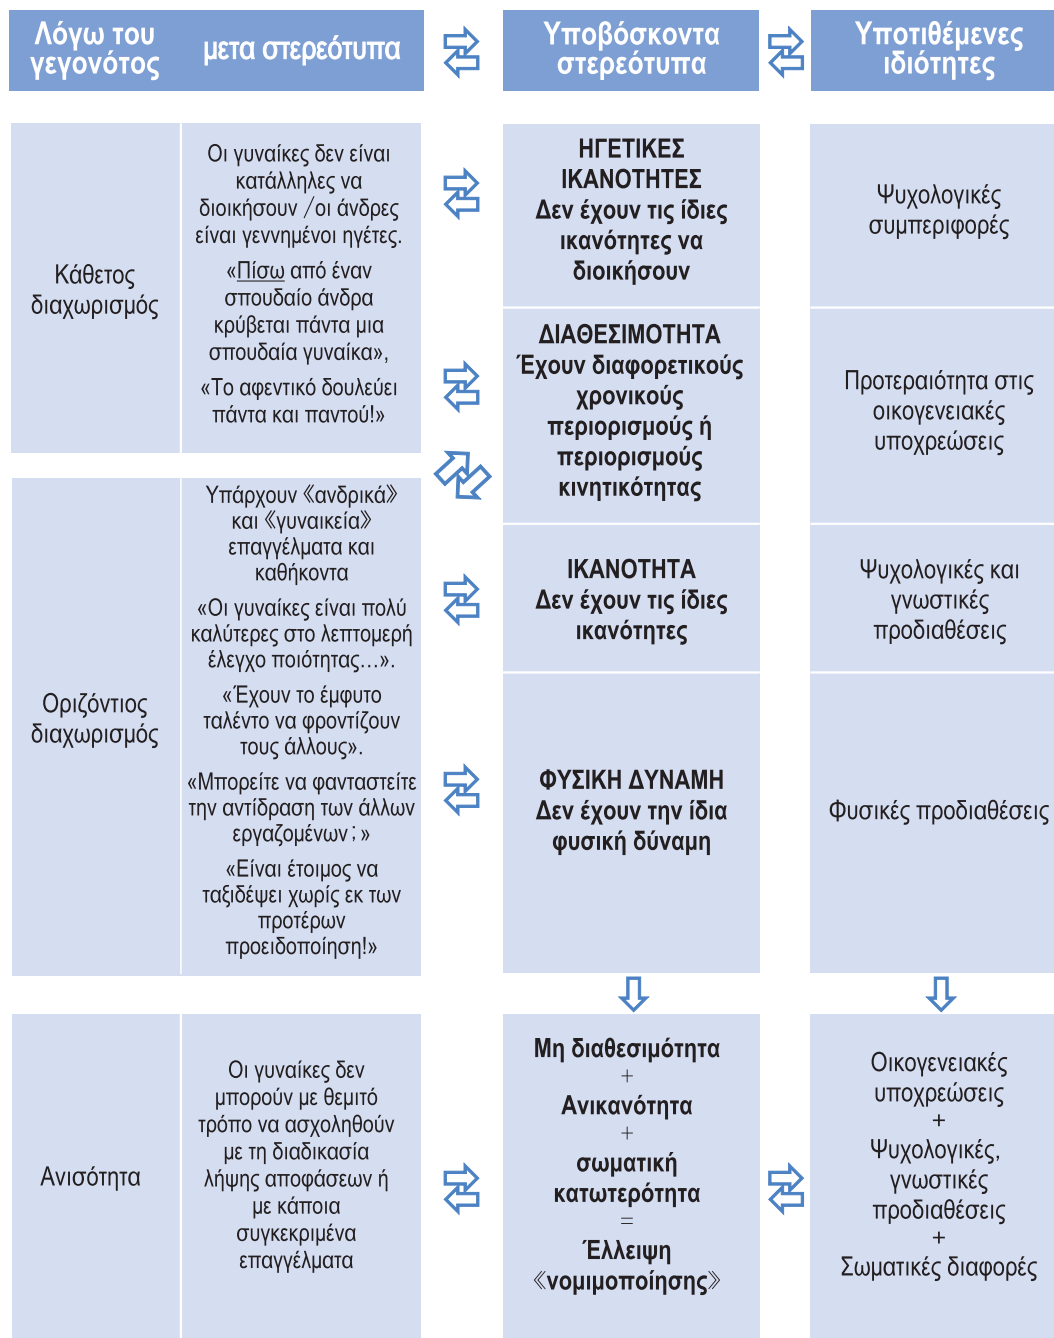 Λόγω του
γεγονότος
μετα στερεότυπα
Υποβόσκοντα
στερεότυπα
Υποτιθέμενες
ιδιότητες
Κάθετος
διαχωρισμός
Οι γυναίκες δεν είναι
κατάλληλες να
διοικήσουν /οι άνδρες
είναι γεννημένοι ηγέτες.
«Πίσω από έναν
σπουδαίο άνδρα
κρύβεται πάντα μια
σπουδαία γυναίκα»,
«Το αφεντικό δουλεύει
πάντα και παντού!»
ΗΓΕΤΙΚΕΣ
ΙΚΑΝΟΤΗΤΕΣ
Δεν έχουν τις ίδιες
ικανότητες να
διοικήσουν
Ψυχολογικές
συμπεριφορές
ΔΙΑΘΕΣΙΜΟΤΗΤΑ
Έχουν διαφορετικούς
χρονικούς
περιορισμούς ή
περιορισμούς
κινητικότητας
Προτεραιότητα στις
οικογενειακές
υποχρεώσεις
Οριζόντιος
διαχωρισμός
Υπάρχουν 《ανδρικά》
και 《γυναικεία》
επαγγέλματα και
καθήκοντα
«Οι γυναίκες είναι πολύ
καλύτερες στο λεπτομερή
έλεγχο ποιότητας...».
«Έχουν το έμφυτο
ταλέντο να φροντίζουν
τους άλλους».
«Μπορείτε να φανταστείτε
την αντίδραση των άλλων
εργαζομένων ; »
«Είναι έτοιμος να
ταξιδέψει χωρίς εκ των
προτέρων
προειδοποίηση!»
ΙΚΑΝΟΤΗΤΑ
Δεν έχουν τις ίδιες
ικανότητες
Ψυχολογικές και
γνωστικές
προδιαθέσεις
ΦΥΣΙΚΗ ΔΥΝΑΜΗ
Δεν έχουν την ίδια
φυσική δύναμη
Φυσικές προδιαθέσεις
Ανισότητα
Οι γυναίκες δεν
μπορούν με θεμιτό
τρόπο να ασχοληθούν
με τη διαδικασία
λήψης αποφάσεων ή
με κάποια
συγκεκριμένα
επαγγέλματα
Μη διαθεσιμότητα
+
Ανικανότητα
+
σωματική
κατωτερότητα
=
Έλλειψη
《νομιμοποίησης》
Οικογενειακές
υποχρεώσεις
+
Ψυχολογικές,
γνωστικές
προδιαθέσεις
+
Σωματικές διαφορές